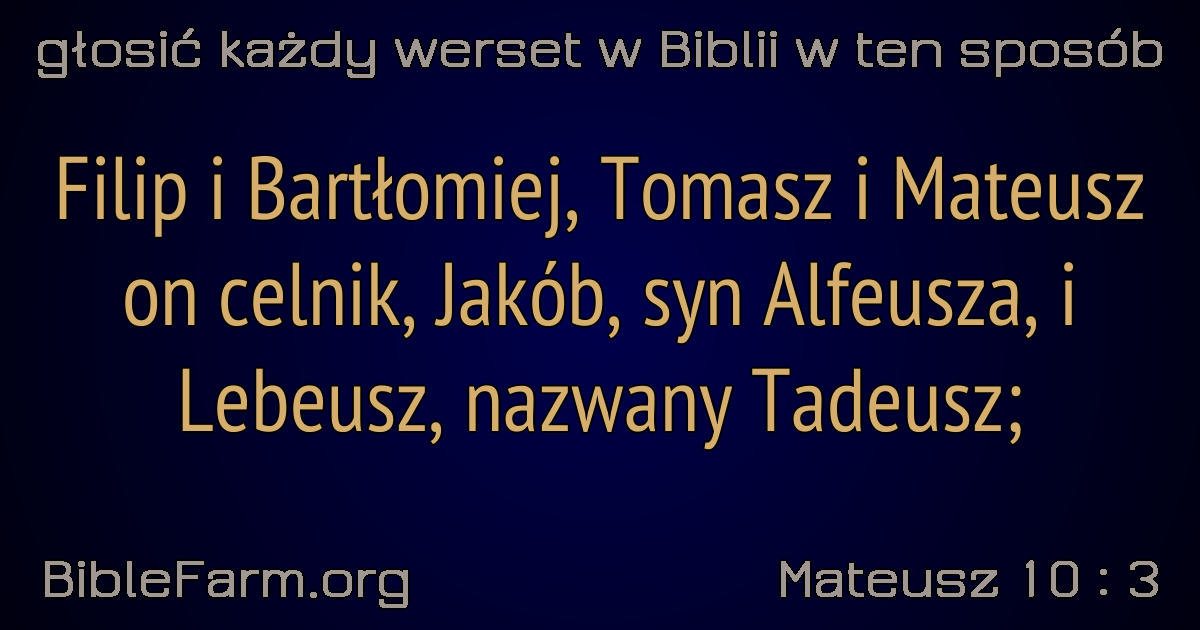 głosić każdy werset w Biblii w ten sposób
Filip i Bartłomiej, Tomasz i Mateusz
on celnik, Jakób, syn Alfeusza, i
Lebeusz, nazwany Tadeusz;
BibleFarm.org
Mateusz 10 : 3